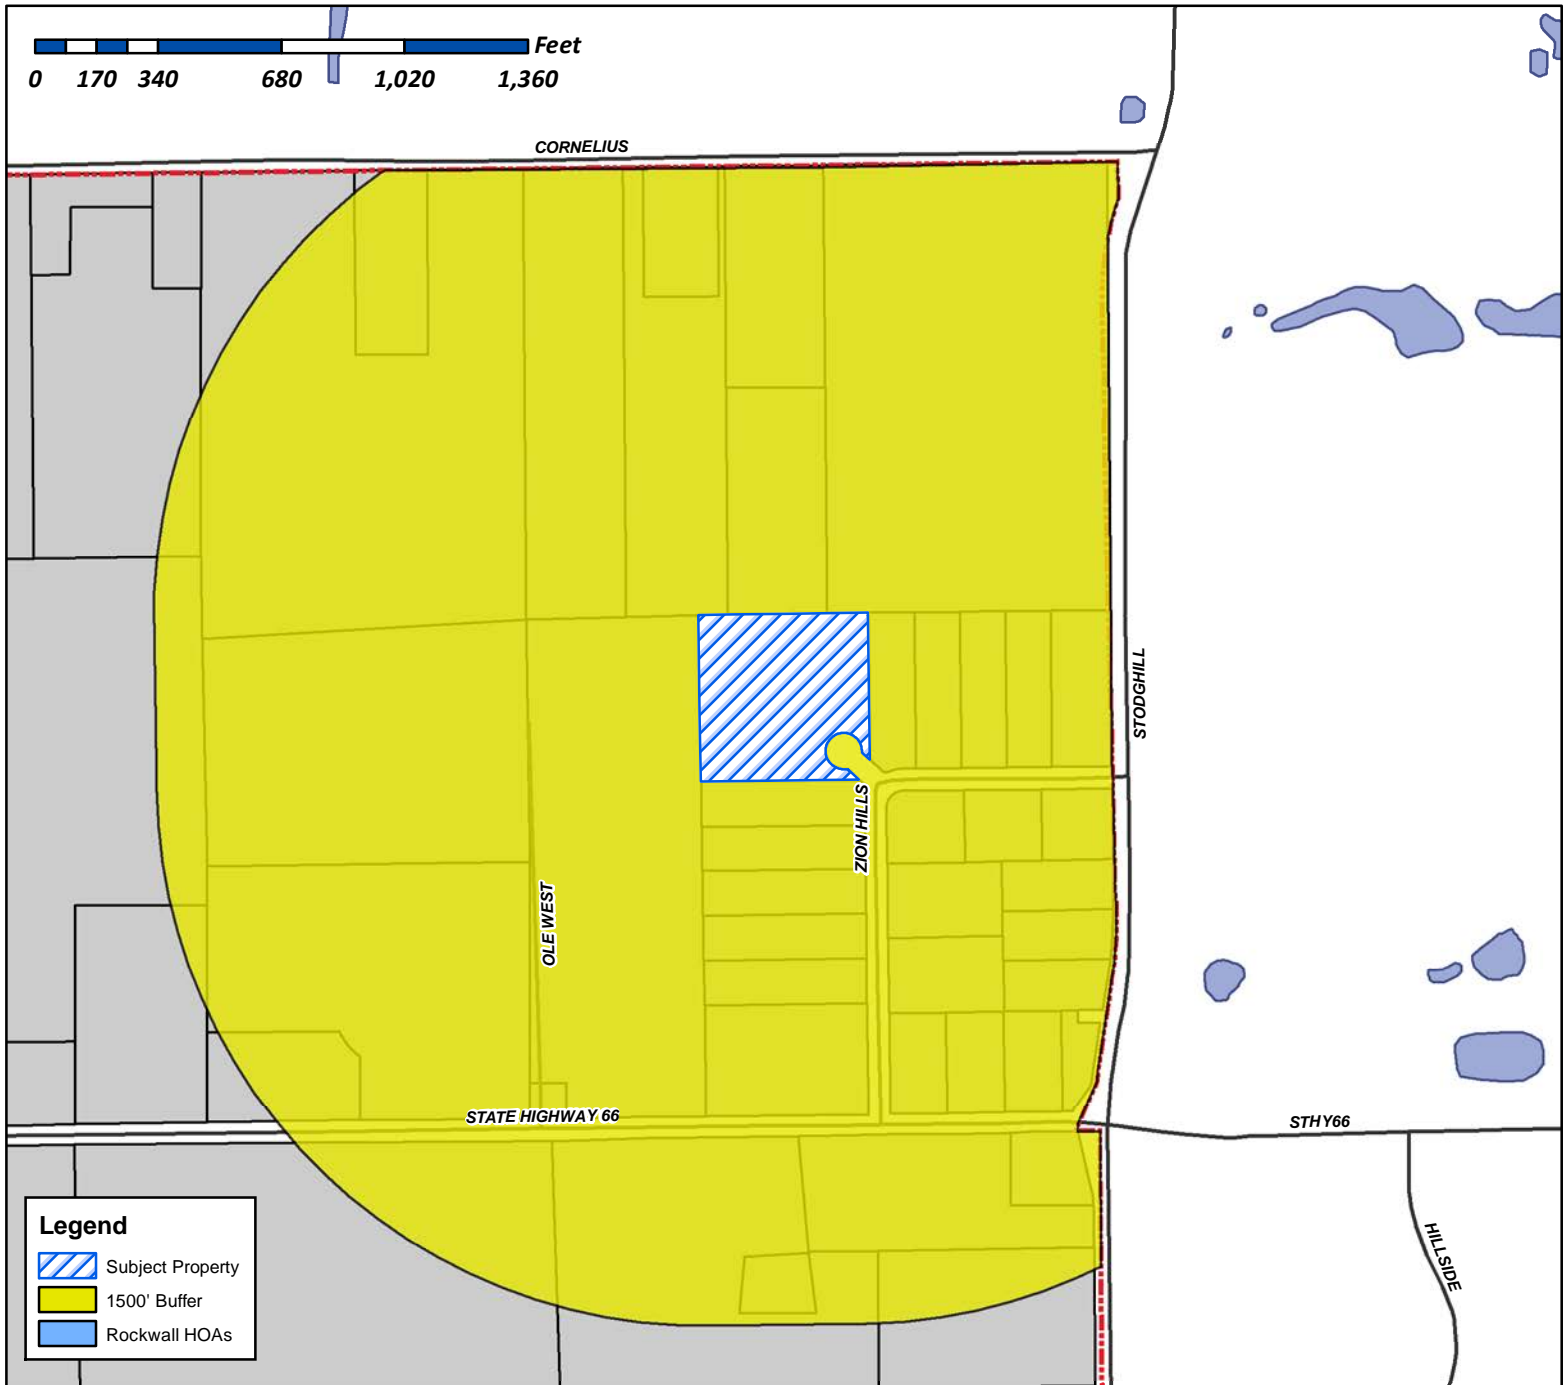 Feet
0 170 340 680 1,020 1,360
CORNELIUS
STODGHILL
ZION HILLS
OLE WEST
STATE HIGHWAY 66
STHY66
HILLSIDE
Legend
Subject Property
1500' Buffer
Rockwall HOAs